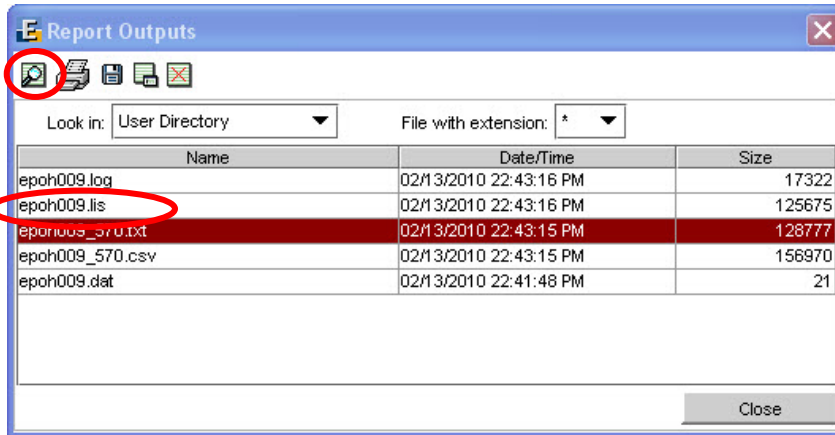 E Report Outputs
Look in: User Directory File with extension: *
Name Date/Time Size
epoh009.log 02/13/2010 22:43:16 PM 17322
epoh009.lis 02/13/2010 22:43:16 PM 125675
epoh009_570.txt 02/13/2010 22:43:15 PM 128777
epoh009_570.csv 02/13/2010 22:43:15 PM 156970
epoh009.dat 02/13/2010 22:41:48 PM 21
Close